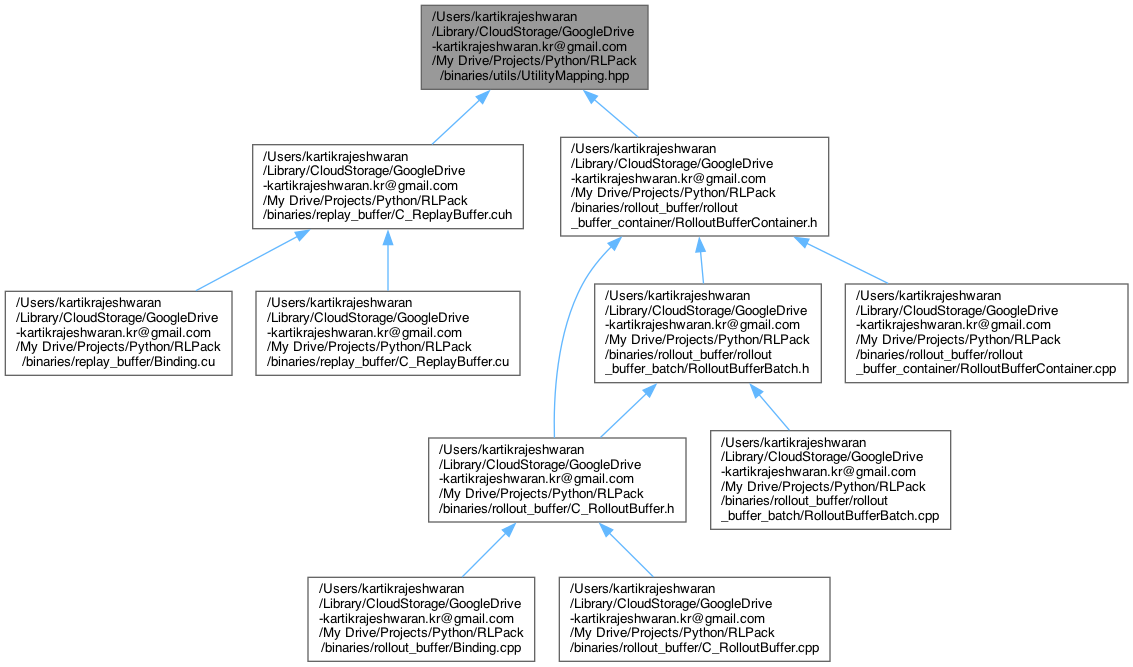 /Users/kartikrajeshwaran
/Library/CloudStorage/GoogleDrive
-kartikrajeshwaran.kr@gmail.com
/My Drive/Projects/Python/RLPack
/binaries/utils/UtilityMapping.hpp
/Users/kartikrajeshwaran
/Library/CloudStorage/GoogleDrive
-kartikrajeshwaran.kr@gmail.com
/My Drive/Projects/Python/RLPack
/binaries/replay_buffer/C_ReplayBuffer.cuh
/Users/kartikrajeshwaran
/Library/CloudStorage/GoogleDrive
-kartikrajeshwaran.kr@gmail.com
/My Drive/Projects/Python/RLPack
/binaries/rollout_buffer/rollout
_buffer_container/RolloutBufferContainer.h
/Users/kartikrajeshwaran
/Library/CloudStorage/GoogleDrive
-kartikrajeshwaran.kr@gmail.com
/My Drive/Projects/Python/RLPack
/binaries/replay_buffer/Binding.cu
/Users/kartikrajeshwaran
/Library/CloudStorage/GoogleDrive
-kartikrajeshwaran.kr@gmail.com
/My Drive/Projects/Python/RLPack
/binaries/replay_buffer/C_ReplayBuffer.cu
/Users/kartikrajeshwaran
/Library/CloudStorage/GoogleDrive
-kartikrajeshwaran.kr@gmail.com
/My Drive/Projects/Python/RLPack
/binaries/rollout_buffer/rollout
_buffer_batch/RolloutBufferBatch.h
/Users/kartikrajeshwaran
/Library/CloudStorage/GoogleDrive
-kartikrajeshwaran.kr@gmail.com
/My Drive/Projects/Python/RLPack
/binaries/rollout_buffer/rollout
_buffer_container/RolloutBufferContainer.cpp
/Users/kartikrajeshwaran
/Library/CloudStorage/GoogleDrive
-kartikrajeshwaran.kr@gmail.com
/My Drive/Projects/Python/RLPack
/binaries/rollout_buffer/C_RolloutBuffer.h
/Users/kartikrajeshwaran
/Library/CloudStorage/GoogleDrive
-kartikrajeshwaran.kr@gmail.com
/My Drive/Projects/Python/RLPack
/binaries/rollout_buffer/rollout
_buffer_batch/RolloutBufferBatch.cpp
/Users/kartikrajeshwaran
/Library/CloudStorage/GoogleDrive
-kartikrajeshwaran.kr@gmail.com
/My Drive/Projects/Python/RLPack
/binaries/rollout_buffer/Binding.cpp
/Users/kartikrajeshwaran
/Library/CloudStorage/GoogleDrive
-kartikrajeshwaran.kr@gmail.com
/My Drive/Projects/Python/RLPack
/binaries/rollout_buffer/C_RolloutBuffer.cpp